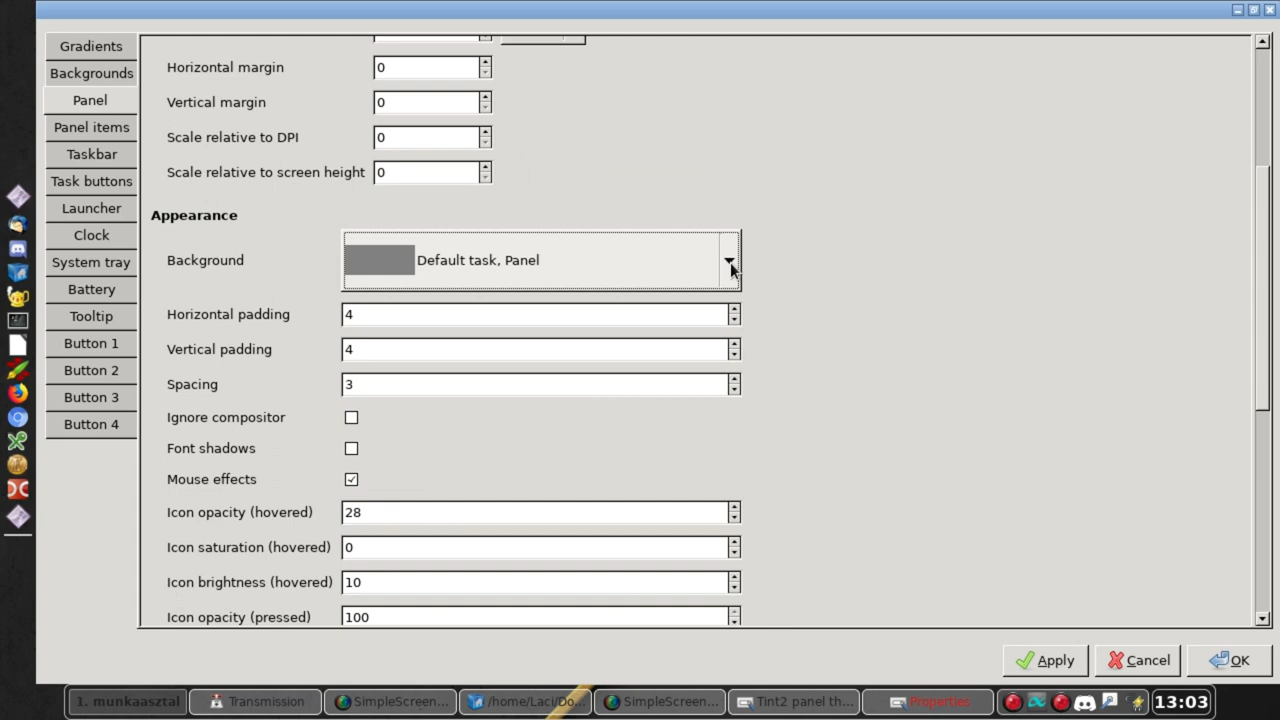 Gradients
Backgrounds
Panel
Panel items
Taskbar
Task buttons
Launcher
Clock
System tray
Battery
Tooltip
Button 1
Button 2
Button 3
Button 4
Horizontal margin 0
Vertical margin 0
Scale relative to DPI 0
Scale relative to screen height 0
Appearance
Background Default task, Panel
Horizontal padding 4
Vertical padding 4
Spacing 3
Ignore compositor
Font shadows
Mouse effects
Icon opacity (hovered) 28
Icon saturation (hovered) 0
Icon brightness (hovered) 10
Icon opacity (pressed) 100
Apply Cancel OK
1. munkaasztal Transmission SimpleScreen... /home/Laci/Do... SimpleScreen... Tint2 panel th... Properties 13:03